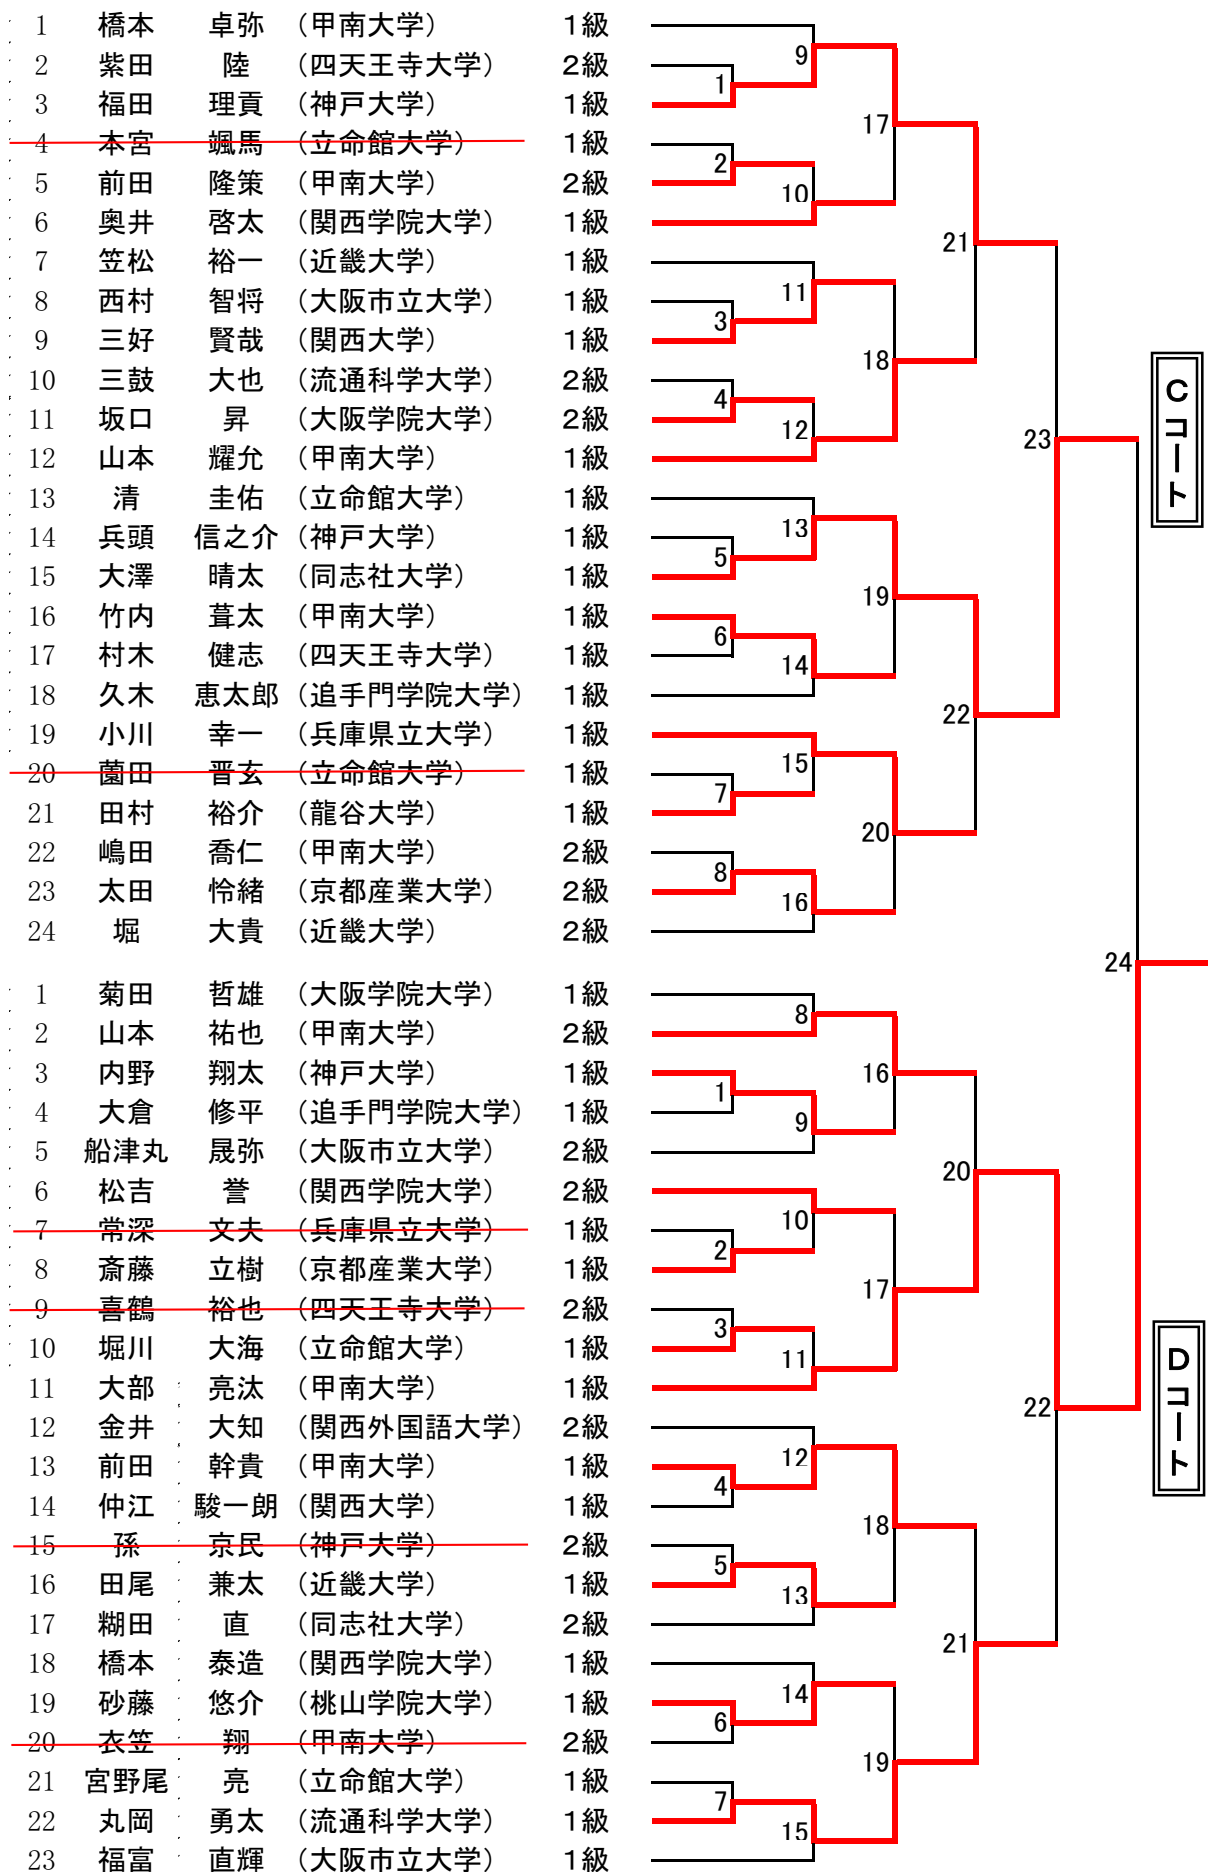 1 橋本 卓弥 （甲南大学） 1級
2 紫田 陸 （四天王寺大学） 2級
3 福田 理貢 （神戸大学） 1級
4 本宮 颯馬 （立命館大学） 1級
5 前田 隆策 （甲南大学） 2級
6 奥井 啓太 （関西学院大学） 1級
7 笠松 裕一 （近畿大学） 1級
8 西村 智将 （大阪市立大学） 1級
9 三好 賢哉 （関西大学） 1級
10 三鼓 大也 （流通科学大学） 2級
11 坂口 昇 （大阪学院大学） 2級
12 山本 耀允 （甲南大学） 1級
13 清 圭佑 （立命館大学） 1級
14 兵頭 信之介 （神戸大学） 1級
15 大澤 晴太 （同志社大学） 1級
16 竹内 葺太 （甲南大学） 1級
17 村木 健志 （四天王寺大学） 1級
18 久木 恵太郎 （追手門学院大学） 1級
19 小川 幸一 （兵庫県立大学） 1級
20 薗田 晋玄 （立命館大学） 1級
21 田村 裕介 （龍谷大学） 1級
22 嶋田 喬仁 （甲南大学） 2級
23 太田 怜緒 （京都産業大学） 2級
24 堀 大貴 （近畿大学） 2級
9
1
17
2
10
21
11
3
18
4
12
23
13
5
19
6
14
22
15
7
20
8
16
24
Cコート
1 菊田 哲雄 （大阪学院大学） 1級
2 山本 祐也 （甲南大学） 2級
3 内野 翔太 （神戸大学） 1級
4 大倉 修平 （追手門学院大学） 1級
5 船津丸 晟弥 （大阪市立大学） 2級
6 松吉 誉 （関西学院大学） 2級
7 常深 文夫 （兵庫県立大学） 1級
8 斎藤 立樹 （京都産業大学） 1級
9 喜鶴 裕也 （四天王寺大学） 2級
10 堀川 大海 （立命館大学） 1級
11 大部 亮汰 （甲南大学） 1級
12 金井 大知 （関西外国語大学） 2級
13 前田 幹貴 （甲南大学） 1級
14 仲江 駿一朗 （関西大学） 1級
15 孫 京民 （神戸大学） 2級
16 田尾 兼太 （近畿大学） 1級
17 糊田 直 （同志社大学） 2級
18 橋本 泰造 （関西学院大学） 1級
19 砂藤 悠介 （桃山学院大学） 1級
20 衣笠 翔 （甲南大学） 2級
21 宮野尾 亮 （立命館大学） 1級
22 丸岡 勇太 （流通科学大学） 1級
23 福富 直輝 （大阪市立大学） 1級
8
16
1
9
20
10
2
17
3
11
22
12
4
18
5
13
21
14
6
19
7
15
Dコート